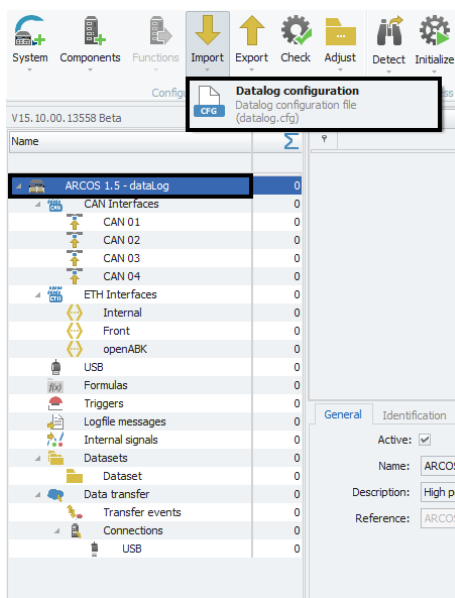 System Components Functions Import Export Check Adjust Detect Initialize
Datalog configuration
Datalog configuration file
(datalog.cfg)
CFG
V15.10.00.13558 Beta
Name Σ
ARCOS 1.5 - dataLog 0
CAN Interfaces 0
CAN 01 0
CAN 02 0
CAN 03 0
CAN 04 0
ETH Interfaces 0
Internal 0
Front 0
openABK 0
USB 0
f(x) Formulas 0
Triggers 0
Logfile messages 0
Internal signals 0
Datasets 0
Dataset 0
Data transfer 0
Transfer events 0
Connections 0
USB 0
General Identification
Active:
Name: ARCOS
Description: High p
Reference: ARCOS